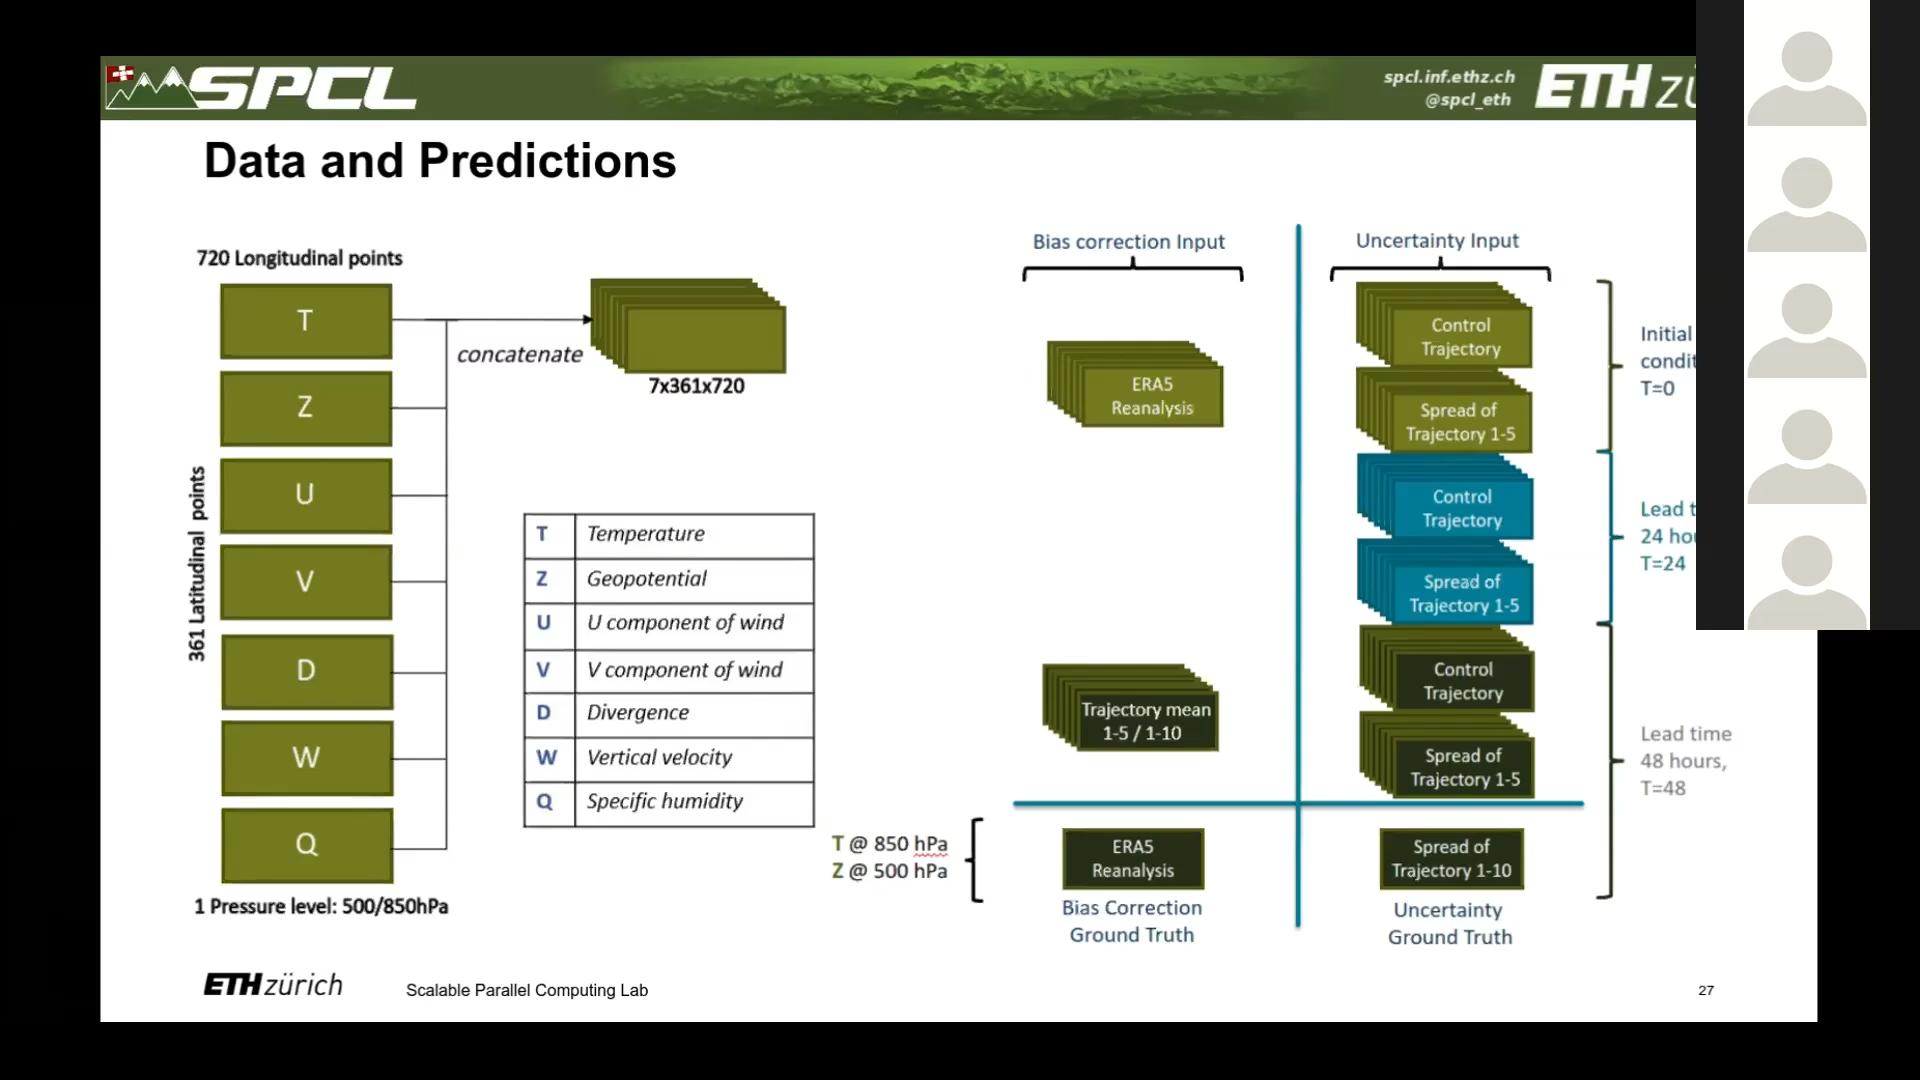 SPCL
spcl.inf.ethz.ch
@spcl_eth
ETH
Data and Predictions
720 Longitudinal points
361 Latitudinal points
T
Z
U
V
D
W
Q
1 Pressure level: 500/850hPa
concatenate
7x361x720
T Temperature
Z Geopotential
U U component of wind
V V component of wind
D Divergence
W Vertical velocity
Q Specific humidity
Bias correction Input
ERA5
Reanalysis
Trajectory mean
1-5 / 1-10
T @ 850 hPa
Z @ 500 hPa
ERA5
Reanalysis
Bias Correction
Ground Truth
Uncertainty Input
Control
Trajectory
Spread of
Trajectory 1-5
Control
Trajectory
Spread of
Trajectory 1-5
Control
Trajectory
Spread of
Trajectory 1-5
Spread of
Trajectory 1-10
Uncertainty
Ground Truth
Initial
T=0
Lead
24
T=24
Lead time
48 hours,
T=48
ETH zürich
Scalable Parallel Computing Lab
27